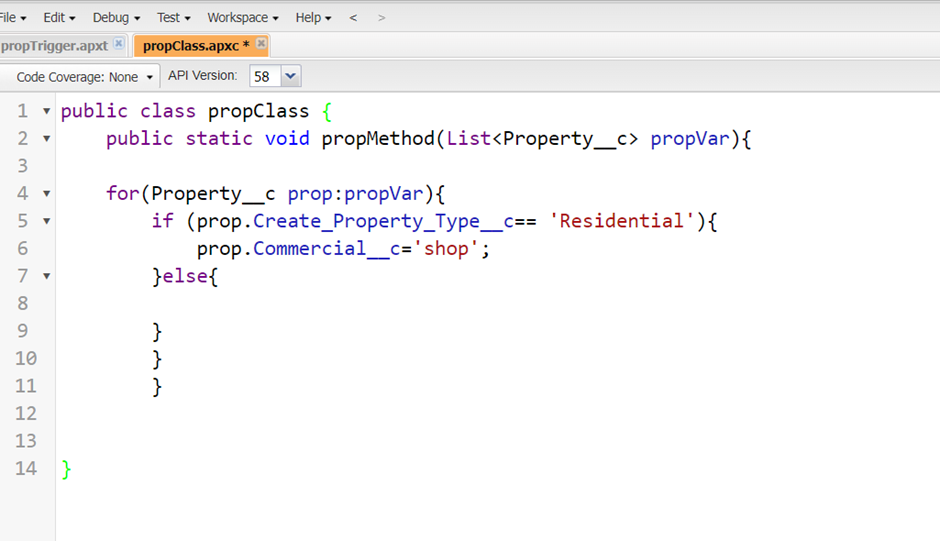 File Edit Debug Test Workspace Help < >
propTrigger.apxt propClass.apxc *
Code Coverage: None API Version: 58
1 public class propClass {
2 public static void propMethod(List<Property__c> propVar){
3
4 for(Property__c prop:propVar){
5 if (prop.Create_Property_Type__c== 'Residential'){
6 prop.Commercial__c='shop';
7 }else{
8
9 }
10 }
11 }
12
13
14 }